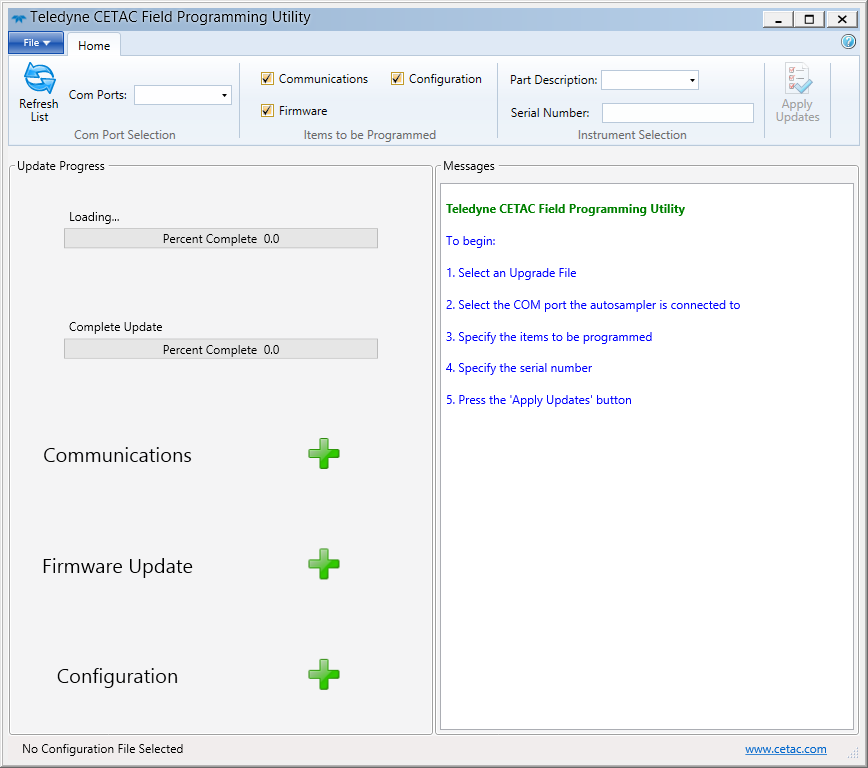 Teledyne CETAC Field Programming Utility
File
Home
Refresh
List
Com Ports:
Com Port Selection
Communications
Configuration
Firmware
Items to be Programmed
Part Description:
Serial Number:
Instrument Selection
Apply
Updates
Update Progress
Loading...
Percent Complete 0.0
Complete Update
Percent Complete 0.0
Communications
Firmware Update
Configuration
Messages
Teledyne CETAC Field Programming Utility
To begin:
1. Select an Upgrade File
2. Select the COM port the autosampler is connected to
3. Specify the items to be programmed
4. Specify the serial number
5. Press the 'Apply Updates' button
No Configuration File Selected
www.cetac.com